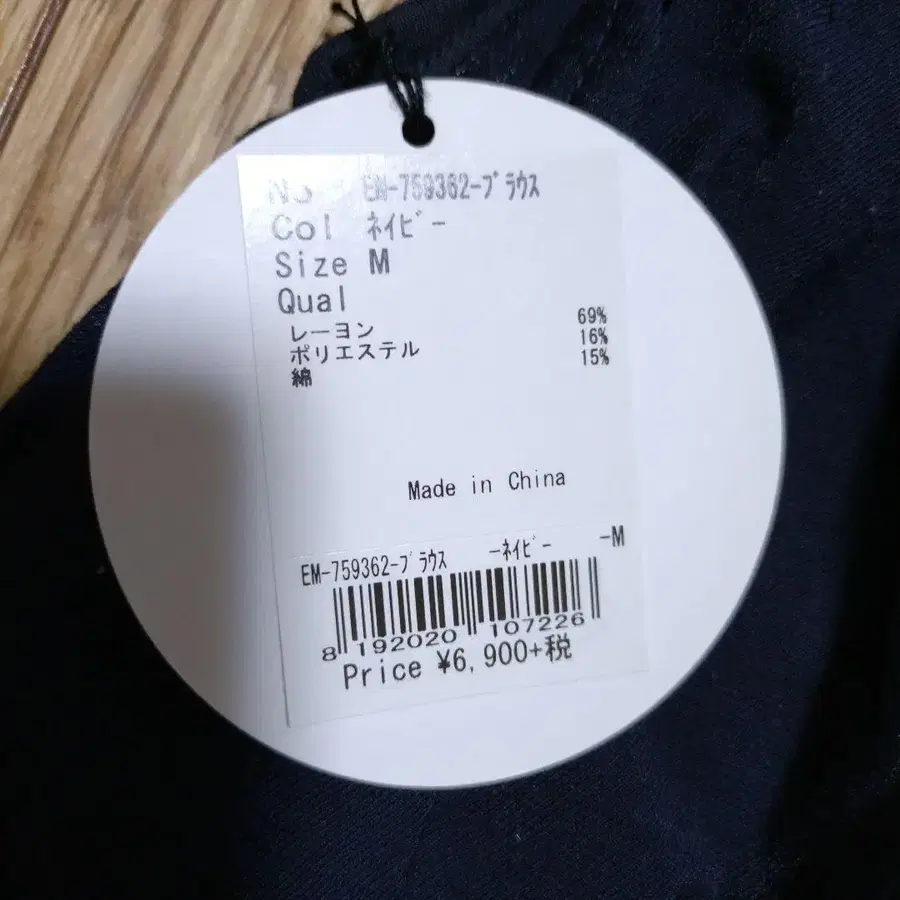 No EM-759362-ﾌﾞﾗｳｽ
Col ﾈｲﾋﾞｰ
Size M
Qual
レーヨン 69%
ポリエステル 16%
綿 15%
Made in China
EM-759362-ﾌﾞﾗｳｽ -ﾈｲﾋﾞｰ -M
8 192020 107226
Price ¥6,900+税